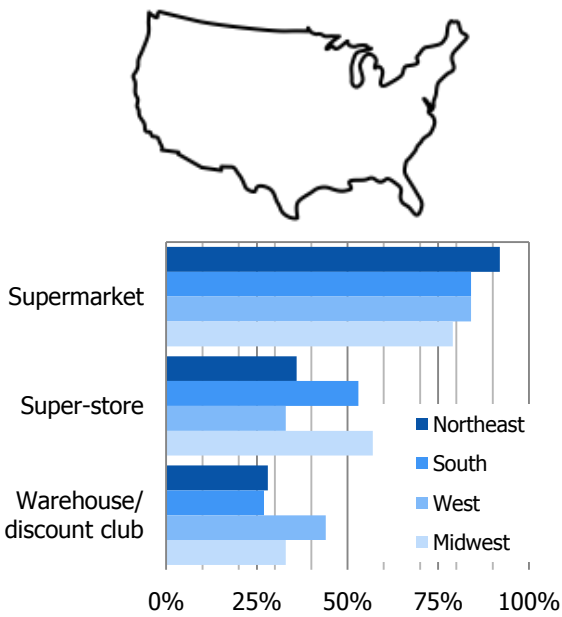 Supermarket
Super-store
Warehouse/
discount club
Northeast
South
West
Midwest
0% 25% 50% 75% 100%